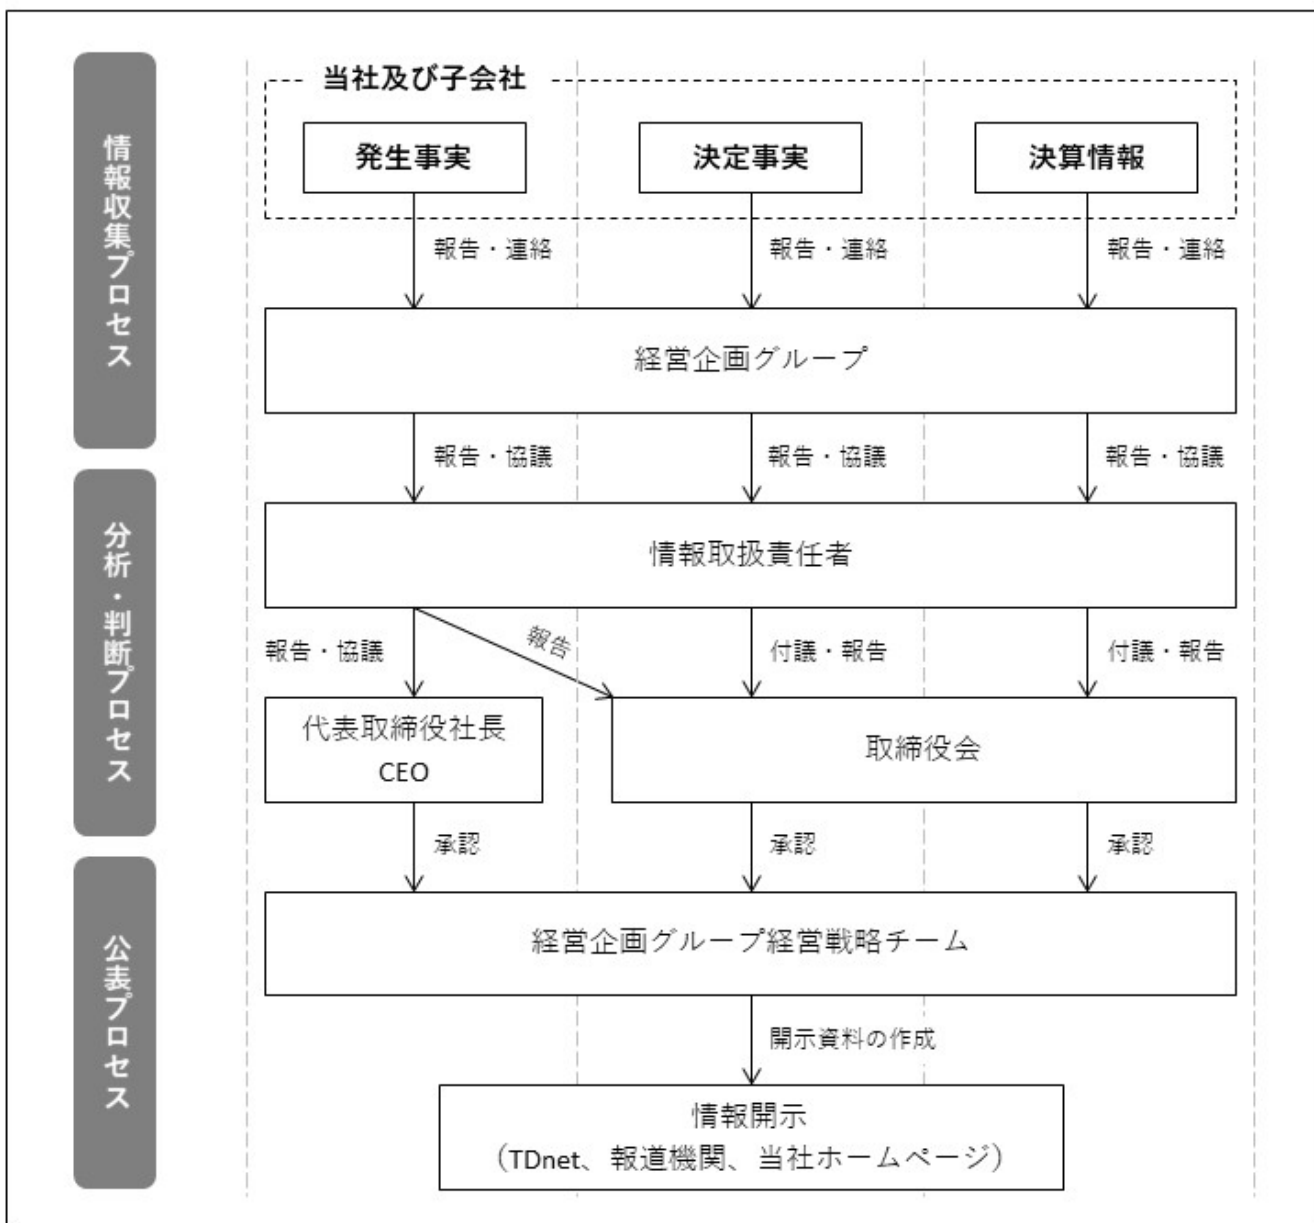 情報収集プロセス
当社及び子会社
発生事実
決定事実
決算情報
報告・連絡
報告・連絡
報告・連絡
経営企画グループ
報告・協議
報告・協議
報告・協議
分析・判断プロセス
情報取扱責任者
報告・協議
報告
付議・報告
付議・報告
代表取締役社長
CEO
取締役会
承認
承認
承認
公表プロセス
経営企画グループ経営戦略チーム
開示資料の作成
情報開示
（TDnet、報道機関、当社ホームページ）